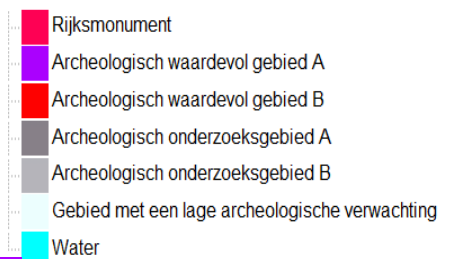 Rijksmonument
Archeologisch waardevol gebied A
Archeologisch waardevol gebied B
Archeologisch onderzoeksgebied A
Archeologisch onderzoeksgebied B
Gebied met een lage archeologische verwachting
Water